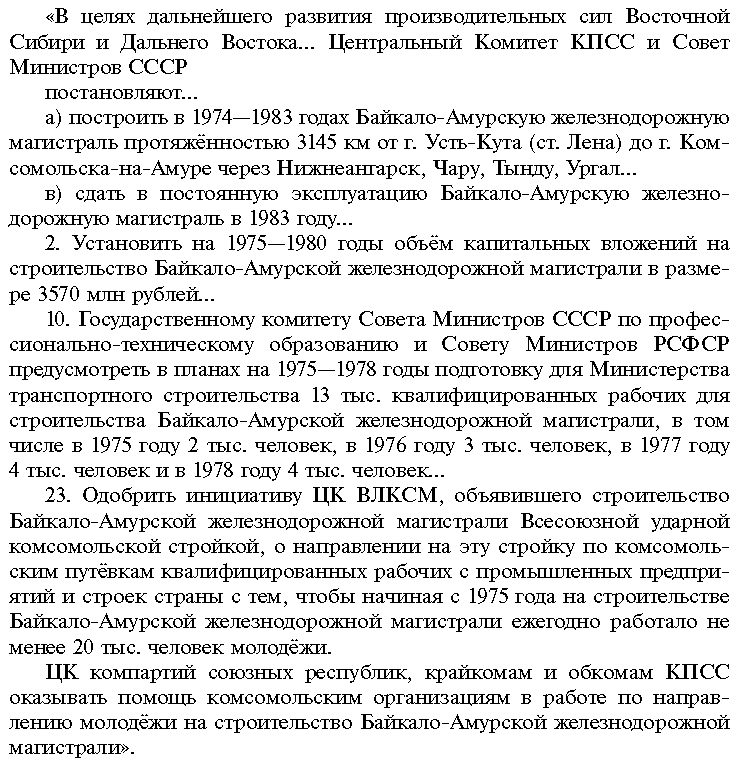 «В целях дальнейшего развития производительных сил Восточной
Сибири и Дальнего Востока... Центральный Комитет КПСС и Совет
Министров СССР
постановляют...
а) построить в 1974—1983 годах Байкало-Амурскую железнодорожную
магистраль протяжённостью 3145 км от г. Усть-Кута (ст. Лена) до г. Ком-
сомольска-на-Амуре через Нижнеангарск, Чару, Тынду, Ургал...
в) сдать в постоянную эксплуатацию Байкало-Амурскую железно-
дорожную магистраль в 1983 году...
2. Установить на 1975—1980 годы объём капитальных вложений на
строительство Байкало-Амурской железнодорожной магистрали в разме-
ре 3570 млн рублей...
10. Государственному комитету Совета Министров СССР по профес-
сионально-техническому образованию и Совету Министров РСФСР
предусмотреть в планах на 1975—1978 годы подготовку для Министерства
транспортного строительства 13 тыс. квалифицированных рабочих для
строительства Байкало-Амурской железнодорожной магистрали, в том
числе в 1975 году 2 тыс. человек, в 1976 году 3 тыс. человек, в 1977 году
4 тыс. человек и в 1978 году 4 тыс. человек...
23. Одобрить инициативу ЦК ВЛКСМ, объявившего строительство
Байкало-Амурской железнодорожной магистрали Всесоюзной ударной
комсомольской стройкой, о направлении на эту стройку по комсомоль-
ским путёвкам квалифицированных рабочих с промышленных предпри-
ятий и строек страны с тем, чтобы начиная с 1975 года на строительстве
Байкало-Амурской железнодорожной магистрали ежегодно работало не
менее 20 тыс. человек молодёжи.
ЦК компартий союзных республик, крайкомам и обкомам КПСС
оказывать помощь комсомольским организациям в работе по направ-
лению молодёжи на строительство Байкало-Амурской железнодорожной
магистрали».